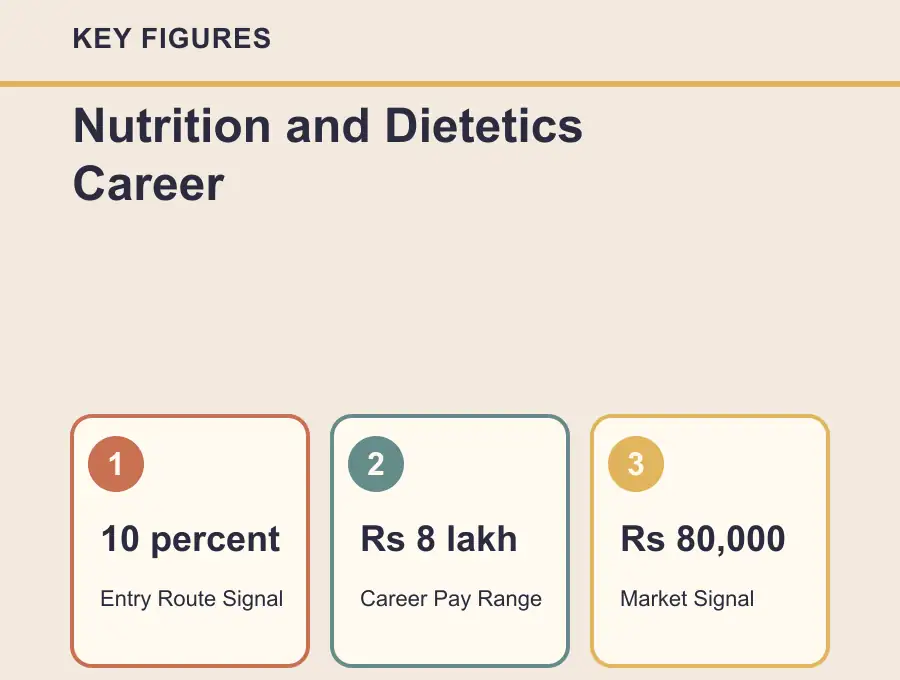 KEY FIGURES
Nutrition and Dietetics
Career
1
10 percent
Entry Route Signal
2
Rs 8 lakh
Career Pay Range
3
Rs 80,000
Market Signal